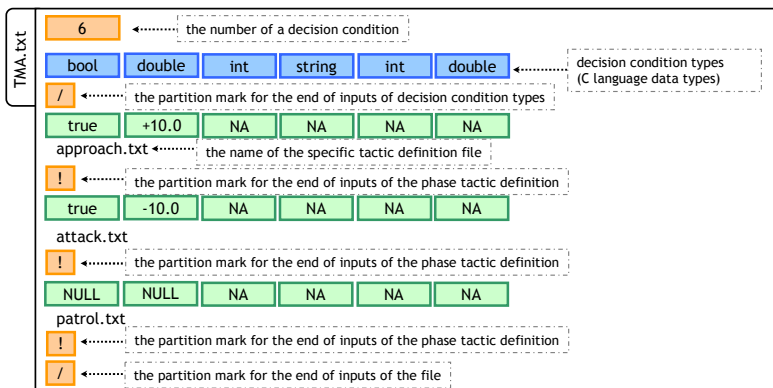 TMA.txt
6 the number of a decision condition
bool double int string int double decision condition types
(C language data types)
/ the partition mark for the end of inputs of decision condition types
true +10.0 NA NA NA NA
approach.txt the name of the specific tactic definition file
! the partition mark for the end of inputs of the phase tactic definition
true -10.0 NA NA NA NA
attack.txt
! the partition mark for the end of inputs of the phase tactic definition
NULL NULL NA NA NA NA
patrol.txt
! the partition mark for the end of inputs of the phase tactic definition
/ the partition mark for the end of inputs of the file